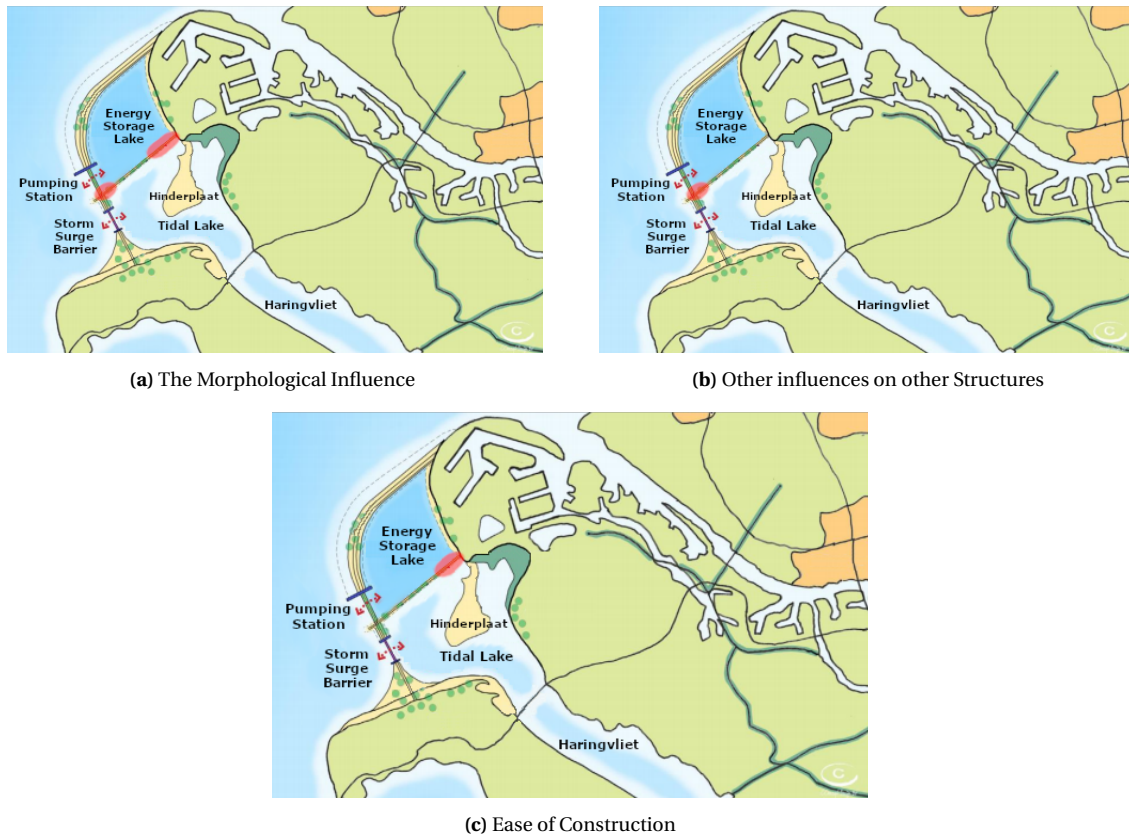 Energy
Storage
Lake
Pumping
Station
Hinderplaat
Storm
Surge
Barrier
Tidal Lake
Haringvliet
C
(a) The Morphological Influence
Energy
Storage
Lake
Pumping
Station
Hinderplaat
Storm
Surge
Barrier
Tidal Lake
Haringvliet
C
(b) Other influences on other Structures
Energy
Storage
Lake
Pumping
Station
Hinderplaat
Storm
Surge
Barrier
Tidal Lake
Haringvliet
C
(c) Ease of Construction